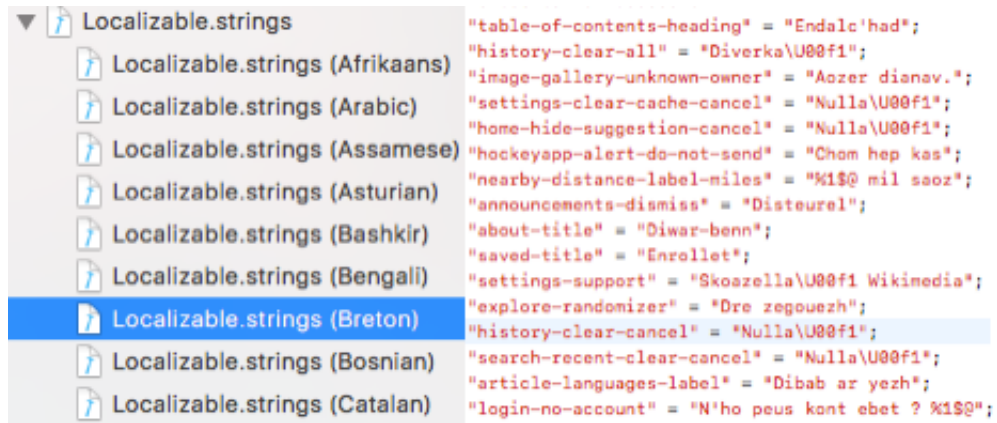 Localizable.strings
Localizable.strings (Afrikaans)
Localizable.strings (Arabic)
Localizable.strings (Assamese)
Localizable.strings (Asturian)
Localizable.strings (Bashkir)
Localizable.strings (Bengali)
Localizable.strings (Breton)
Localizable.strings (Bosnian)
Localizable.strings (Catalan)
"table-of-contents-heading" = "Endalc'had";
"history-clear-all" = "Diverka\U00f1";
"image-gallery-unknown-owner" = "Aozer dianav.";
"settings-clear-cache-cancel" = "Nulla\U00f1";
"home-hide-suggestion-cancel" = "Nulla\U00f1";
"hockeyapp-alert-do-not-send" = "Chom hep kas";
"nearby-distance-label-miles" = "%1$@ mil saoz";
"announcements-dismiss" = "Disteurel";
"about-title" = "Diwar-benn";
"saved-title" = "Enrollet";
"settings-support" = "Skoazella\U00f1 Wikimedia";
"explore-randomizer" = "Dre zegouezh";
"history-clear-cancel" = "Nulla\U00f1";
"search-recent-clear-cancel" = "Nulla\U00f1";
"article-languages-label" = "Dibab ar yezh";
"login-no-account" = "N'ho peus kont ebet ? %1$@";